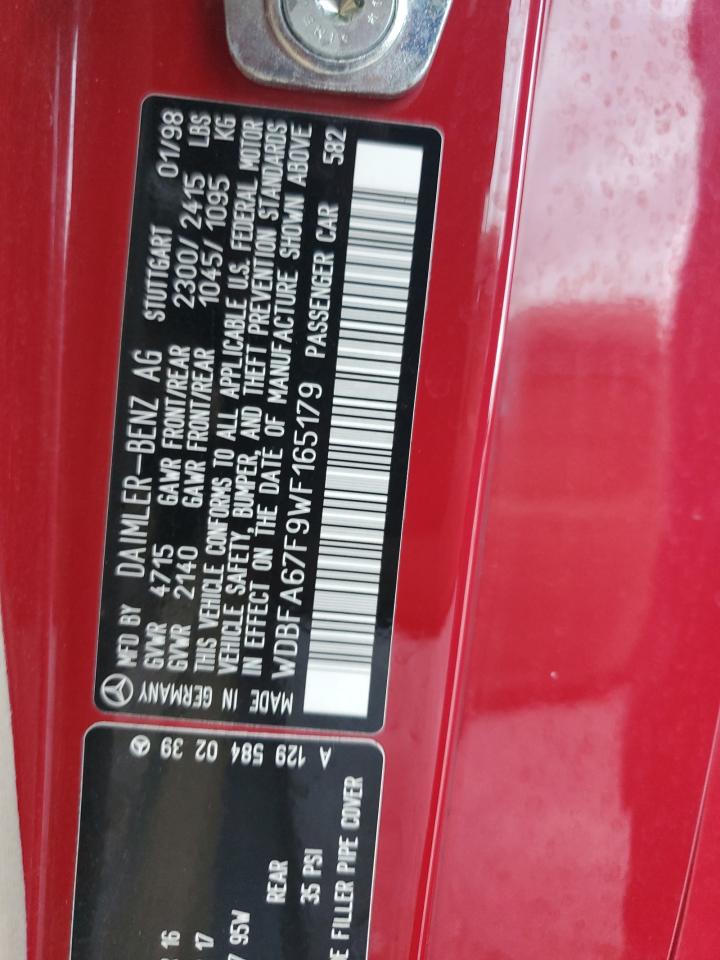 MFD BY DAIMLER-BENZ AG STUTTGART 01/98
GVWR 4715 GAWR FRONT/REAR 2300/2415 LBS
GVWR 2140 GAWR FRONT/REAR 1045/1095 KG
THIS VEHICLE CONFORMS TO ALL APPLICABLE U.S. FEDERAL MOTOR
VEHICLE SAFETY, BUMPER, AND THEFT PREVENTION STANDARDS
IN EFFECT ON THE DATE OF MANUFACTURE SHOWN ABOVE
WDBFA67F9WF165179 PASSENGER CAR 582
MADE IN GERMANY
A 129 584 02 39
REAR
35 PSI
FILLER PIPE COVER
16
17
95W